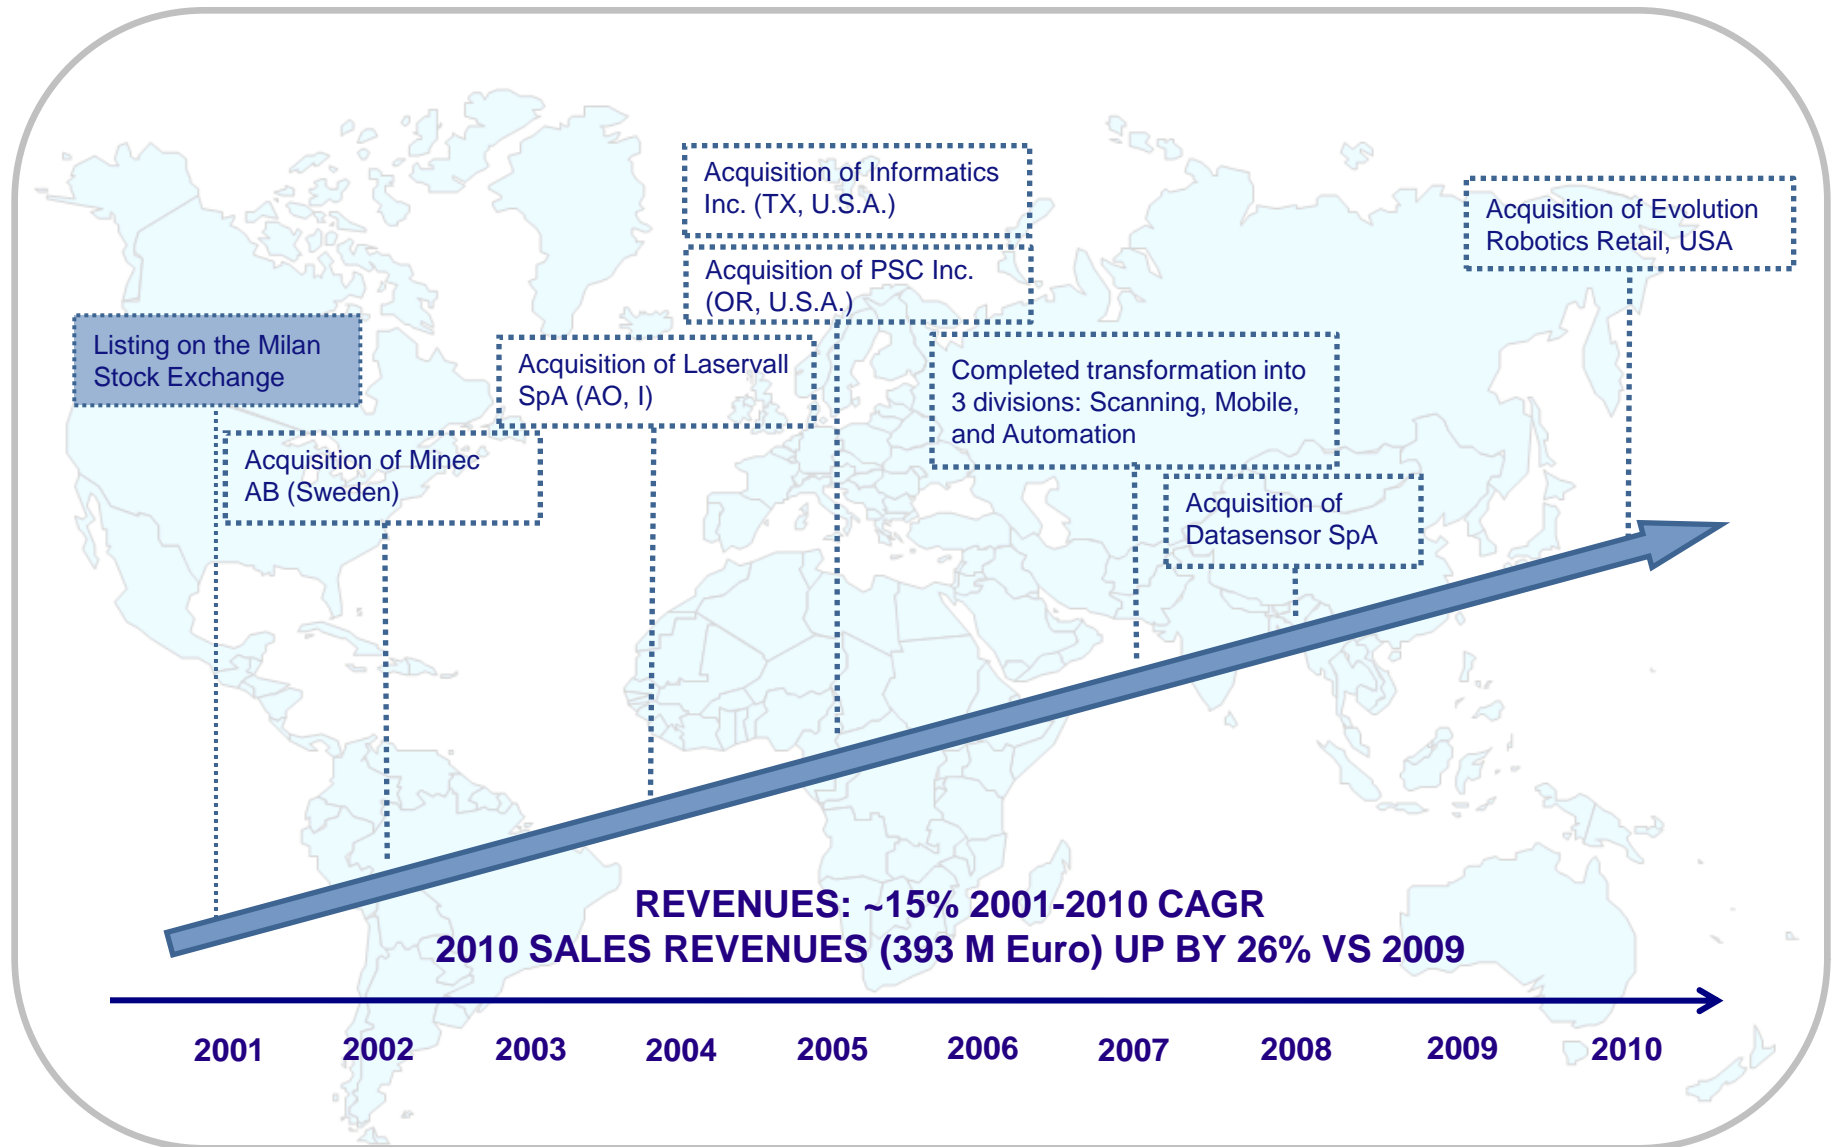 Acquisition of Informatics
Inc. (TX, U.S.A.)
Acquisition of Evolution
Robotics Retail, USA
Acquisition of PSC Inc.
(OR, U.S.A.)
Listing on the Milan
Stock Exchange
Acquisition of Laservall
SpA (AO, I)
Completed transformation into
3 divisions: Scanning, Mobile,
and Automation
Acquisition of Minec
AB (Sweden)
Acquisition of
Datasensor SpA
REVENUES: ~15% 2001-2010 CAGR
2010 SALES REVENUES (393 M Euro) UP BY 26% VS 2009
2001 2002 2003 2004 2005 2006 2007 2008 2009 2010